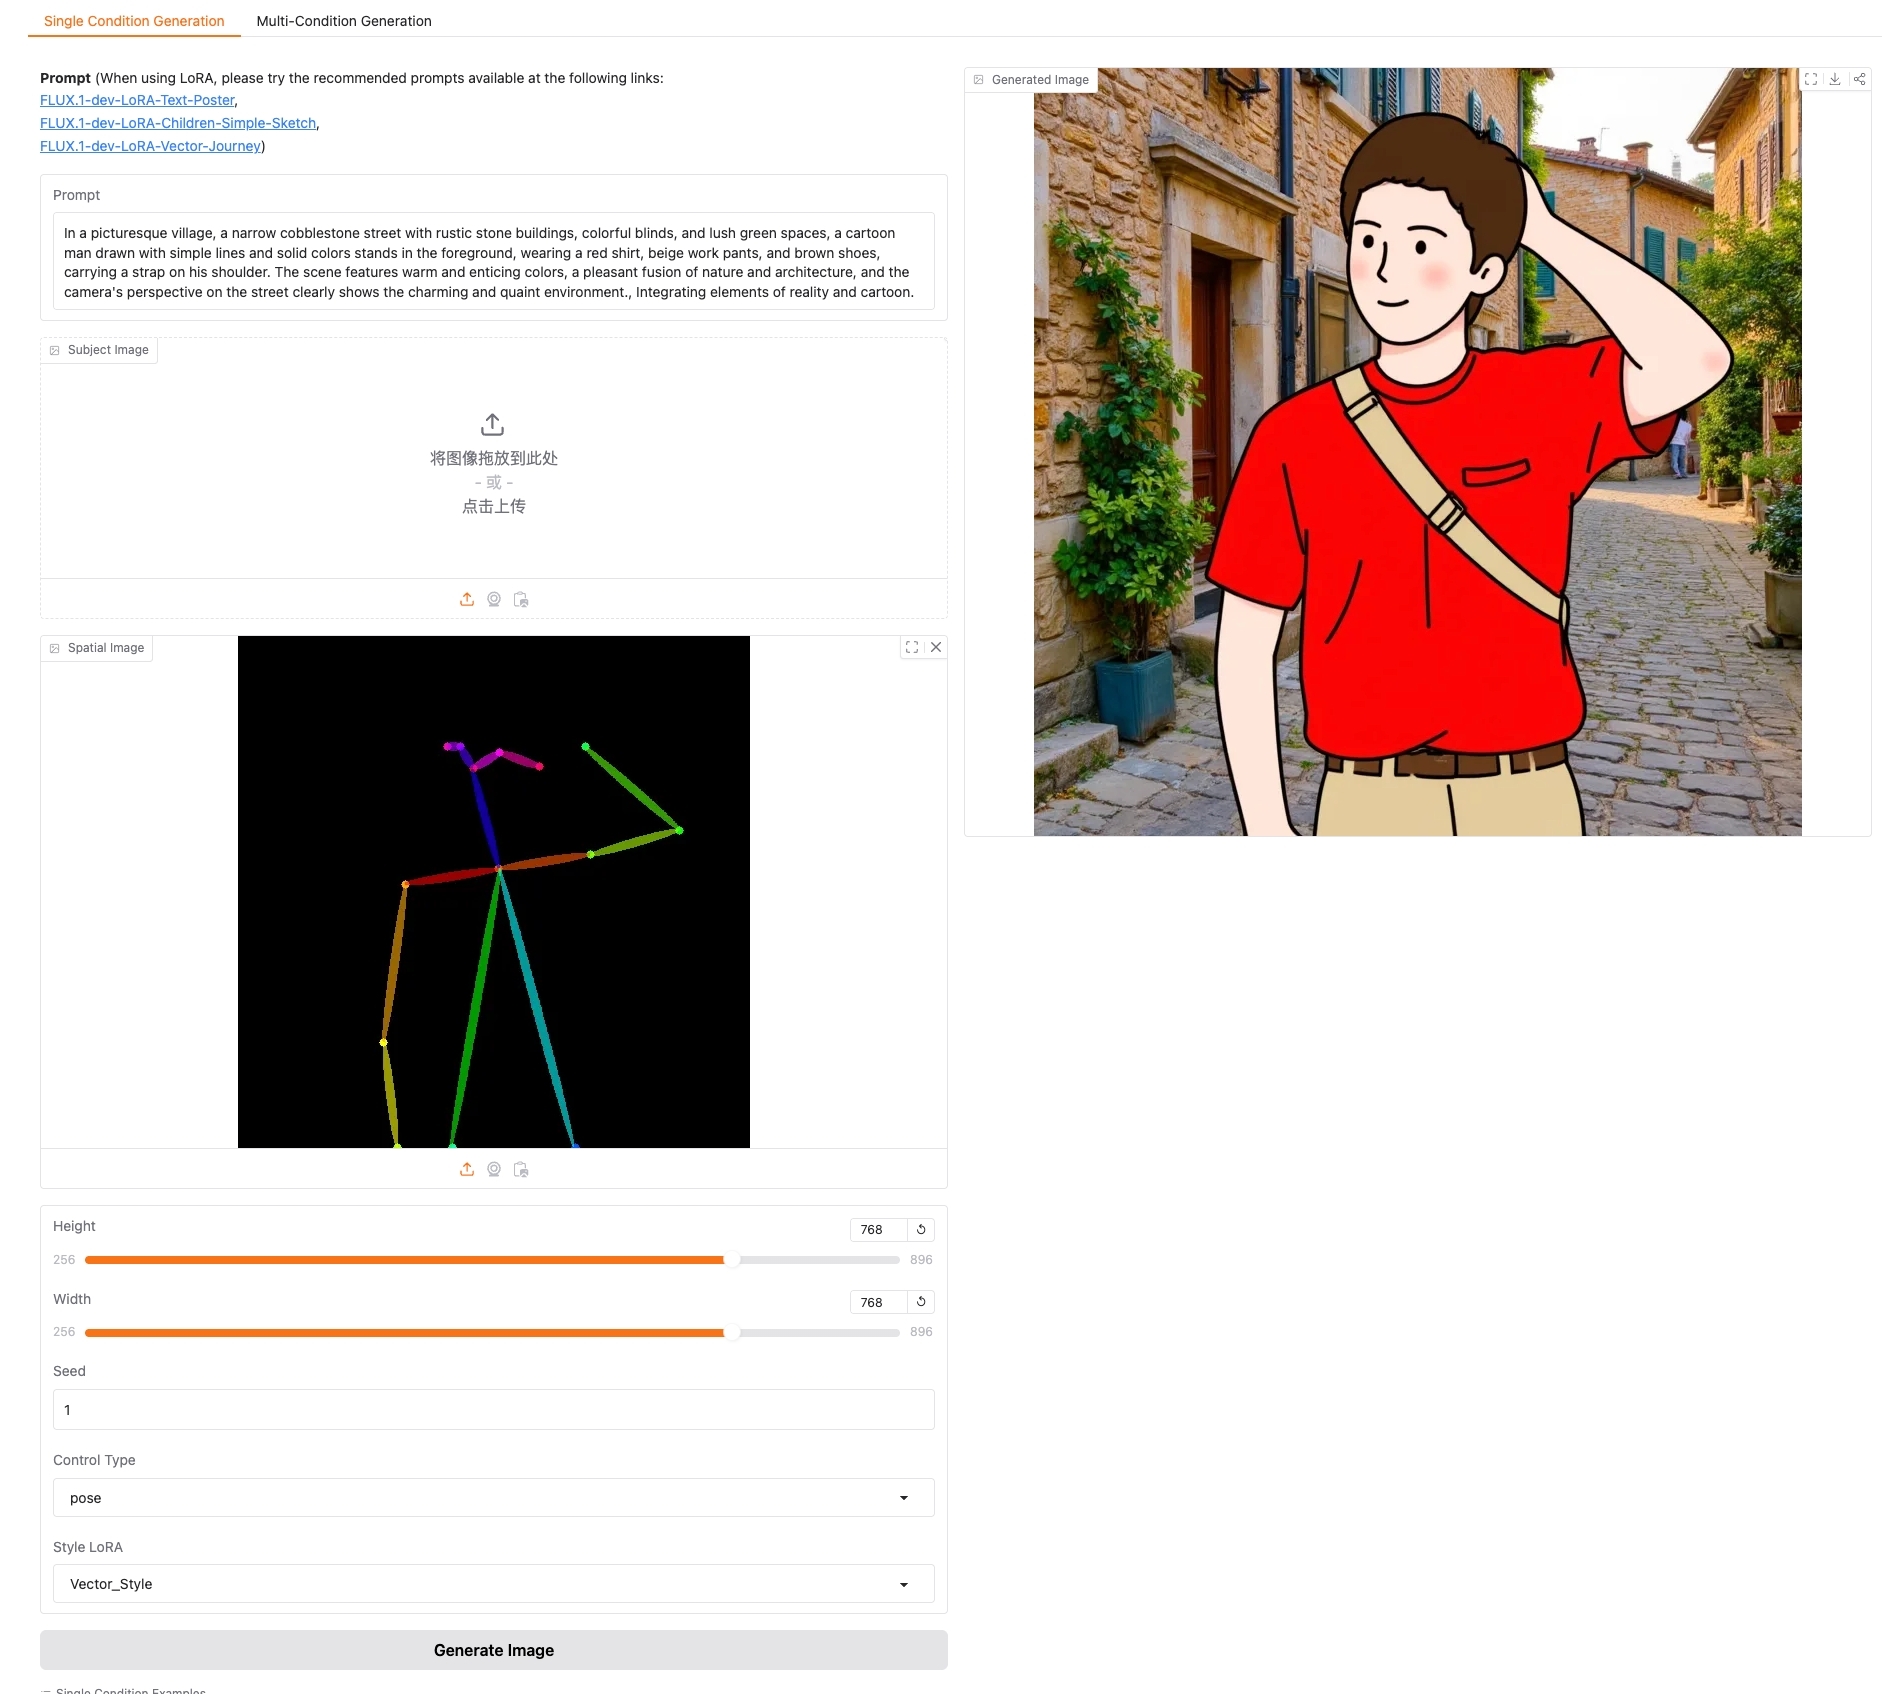 Single Condition Generation
Multi-Condition Generation
Prompt (When using LoRA, please try the recommended prompts available at the following links:
FLUX.1-dev-LoRA-Text-Poster,
FLUX.1-dev-LoRA-Children-Simple-Sketch,
FLUX.1-dev-LoRA-Vector-Journey)
Prompt
In a picturesque village, a narrow cobblestone street with rustic stone buildings, colorful blinds, and lush green spaces, a cartoon
man drawn with simple lines and solid colors stands in the foreground, wearing a red shirt, beige work pants, and brown shoes,
carrying a strap on his shoulder. The scene features warm and enticing colors, a pleasant fusion of nature and architecture, and the
camera's perspective on the street clearly shows the charming and quaint environment., Integrating elements of reality and cartoon.
Subject Image
将图像拖放到此处
- 或 -
点击上传
Spatial Image
Height
768
256
896
Width
768
256
896
Seed
1
Control Type
pose
Style LoRA
Vector_Style
Generate Image
Single Condition Examples
Generated Image